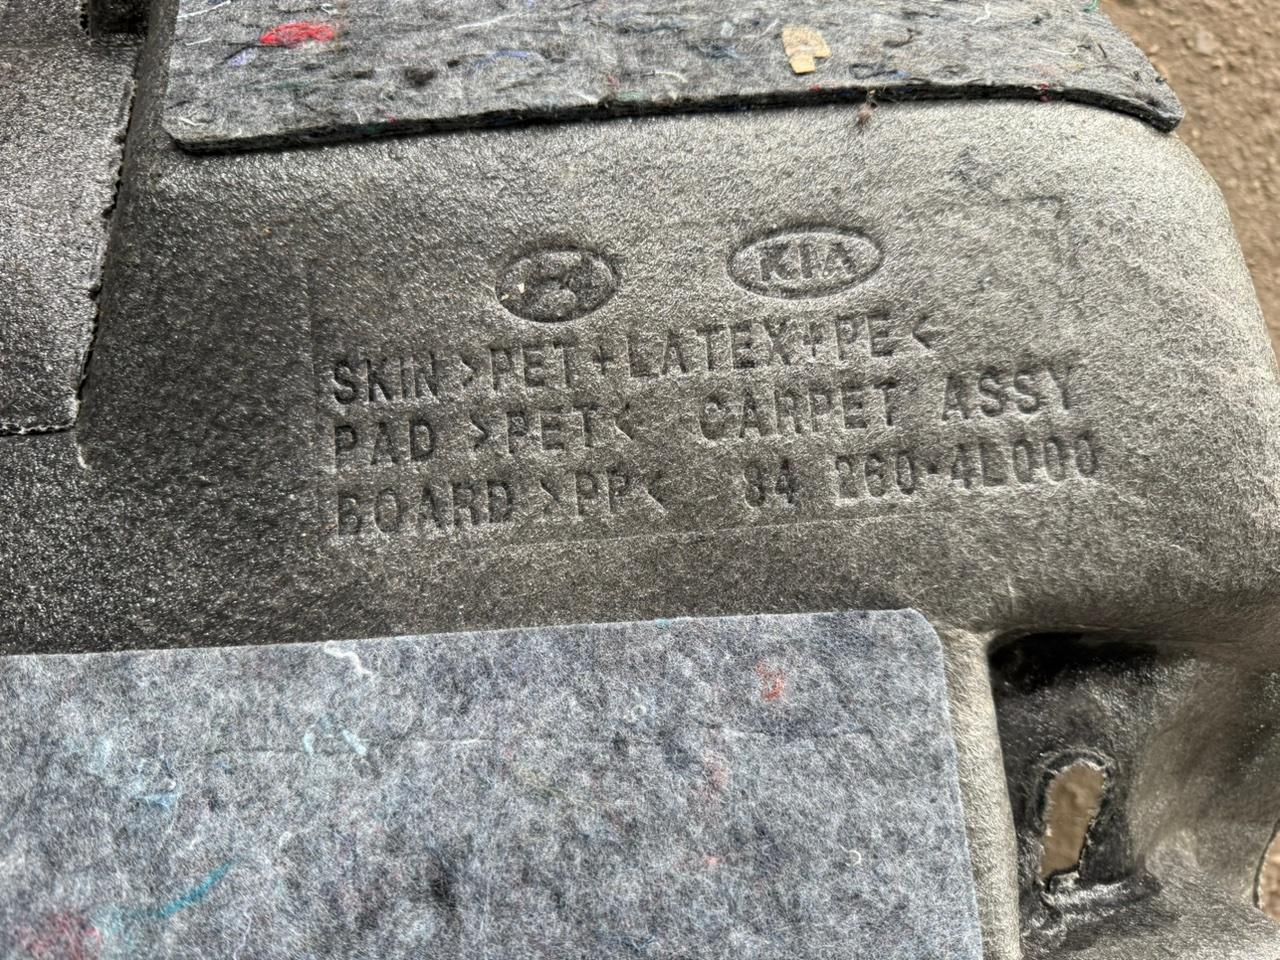 KIA
SKIN >PET+LATEX+PE<
PAD >PET< CARPET ASSY
BOARD >PP< 84 260-4L000